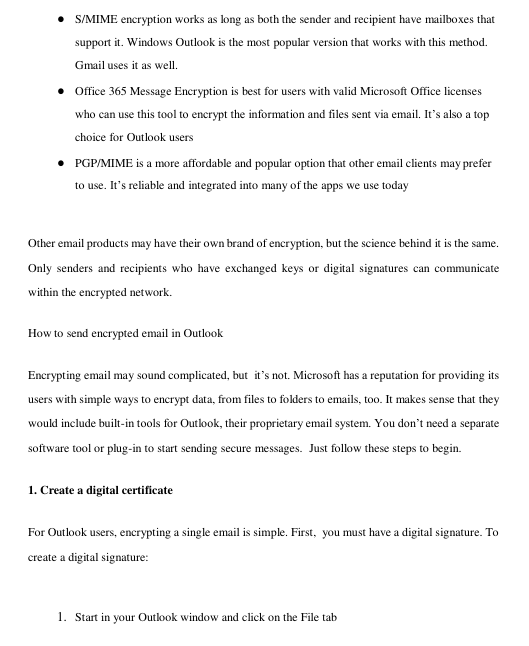 ● S/MIME encryption works as long as both the sender and recipient have mailboxes that
support it. Windows Outlook is the most popular version that works with this method.
Gmail uses it as well.
● Office 365 Message Encryption is best for users with valid Microsoft Office licenses
who can use this tool to encrypt the information and files sent via email. It’s also a top
choice for Outlook users
● PGP/MIME is a more affordable and popular option that other email clients may prefer
to use. It’s reliable and integrated into many of the apps we use today
Other email products may have their own brand of encryption, but the science behind it is the same.
Only senders and recipients who have exchanged keys or digital signatures can communicate
within the encrypted network.
How to send encrypted email in Outlook
Encrypting email may sound complicated, but it’s not. Microsoft has a reputation for providing its
users with simple ways to encrypt data, from files to folders to emails, too. It makes sense that they
would include built-in tools for Outlook, their proprietary email system. You don’t need a separate
software tool or plug-in to start sending secure messages. Just follow these steps to begin.
1. Create a digital certificate
For Outlook users, encrypting a single email is simple. First, you must have a digital signature. To
create a digital signature:
1. Start in your Outlook window and click on the File tab